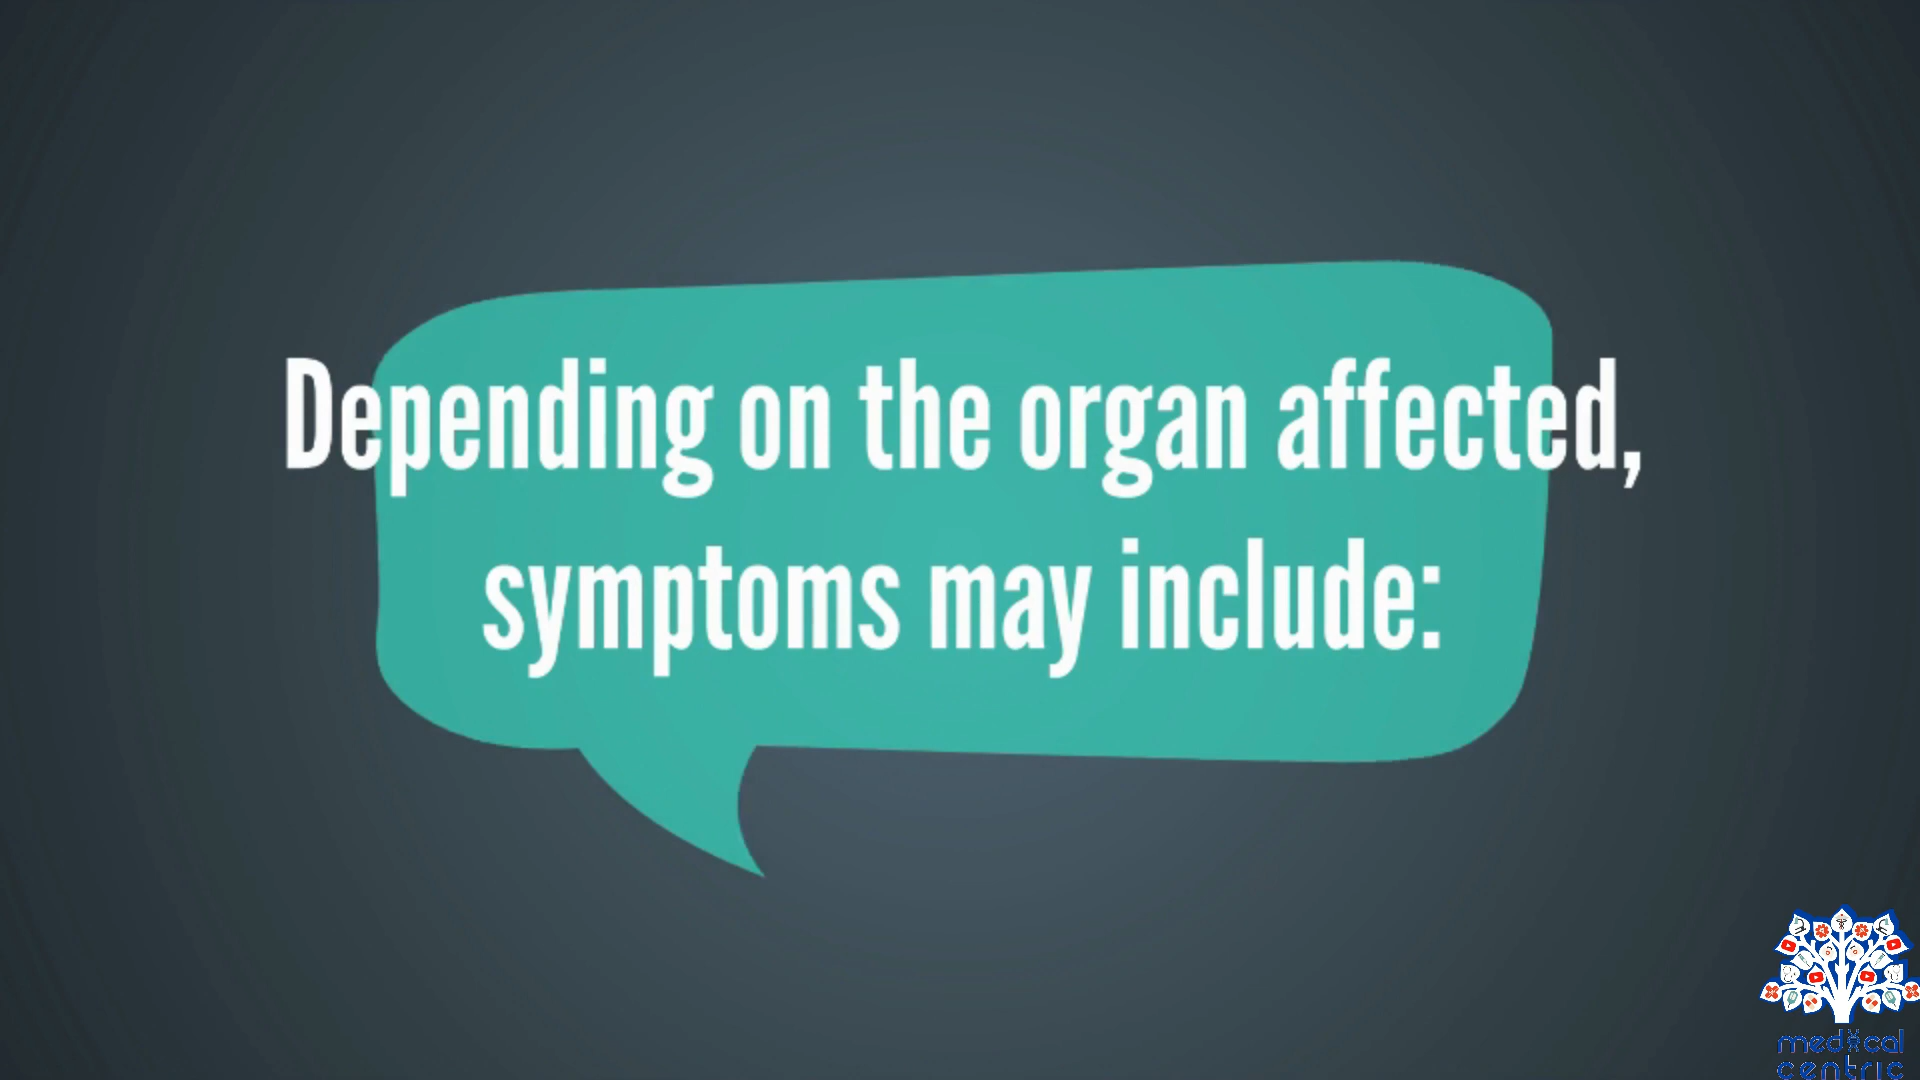 Depending on the organ affected,
symptoms may include:
medical
centric